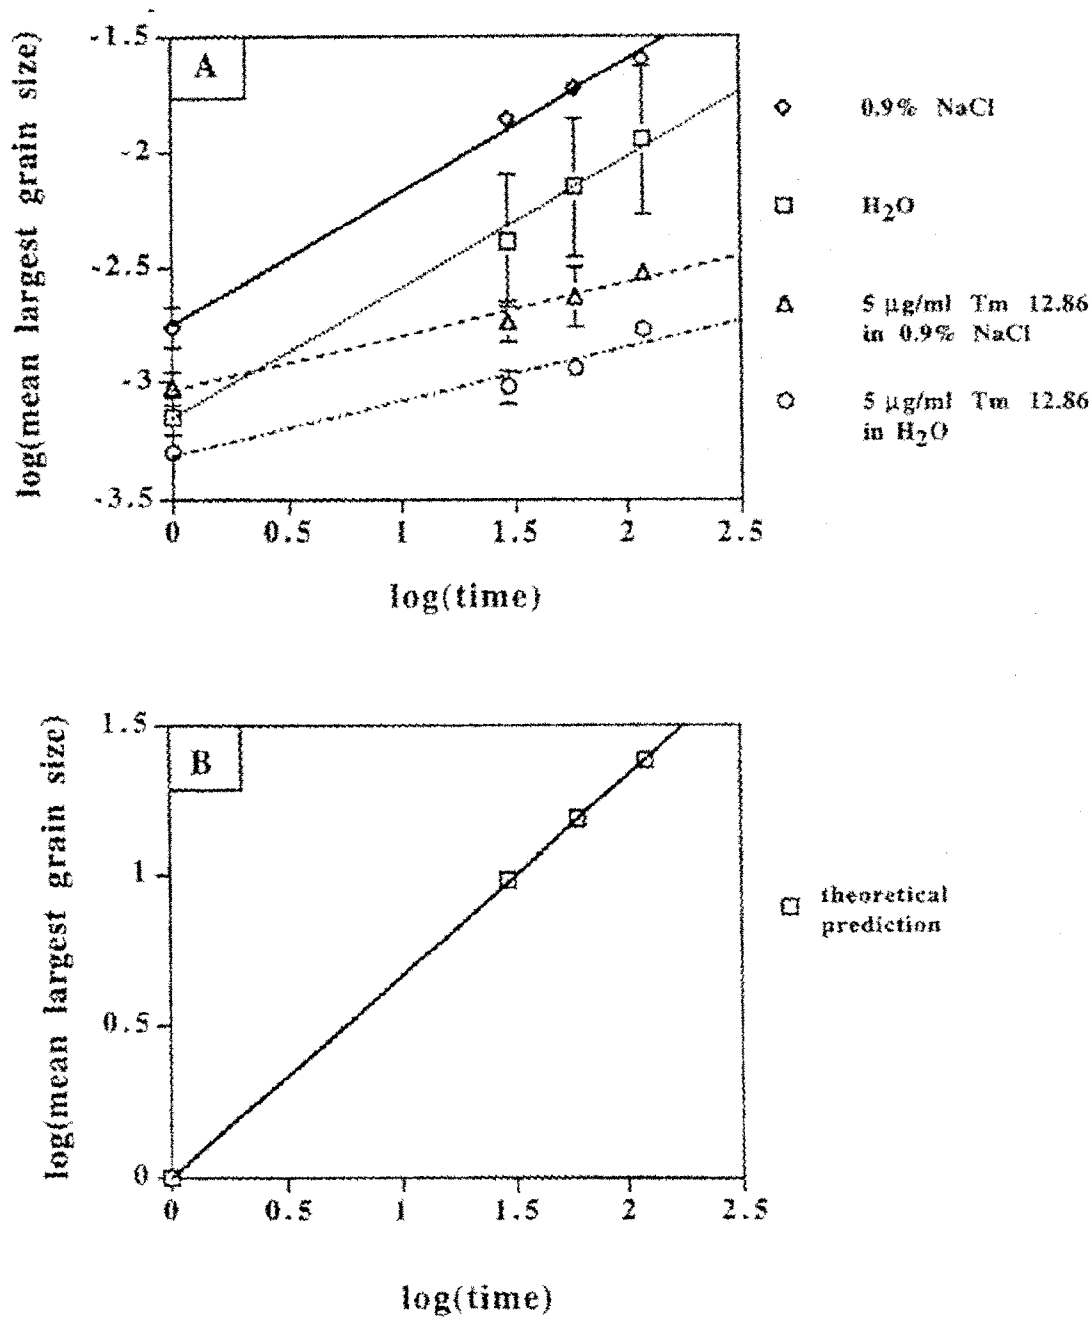 A
log(mean largest grain size)
-1.5
-2
-2.5
-3
-3.5
0 0.5 1 1.5 2 2.5
log(time)
0.9% NaCl
H₂O
5 µg/ml Tm 12.86
in 0.9% NaCl
5 µg/ml Tm 12.86
in H₂O
B
log(mean largest grain size)
1.5
1
0.5
0
0 0.5 1 1.5 2 2.5
log(time)
theoretical
prediction